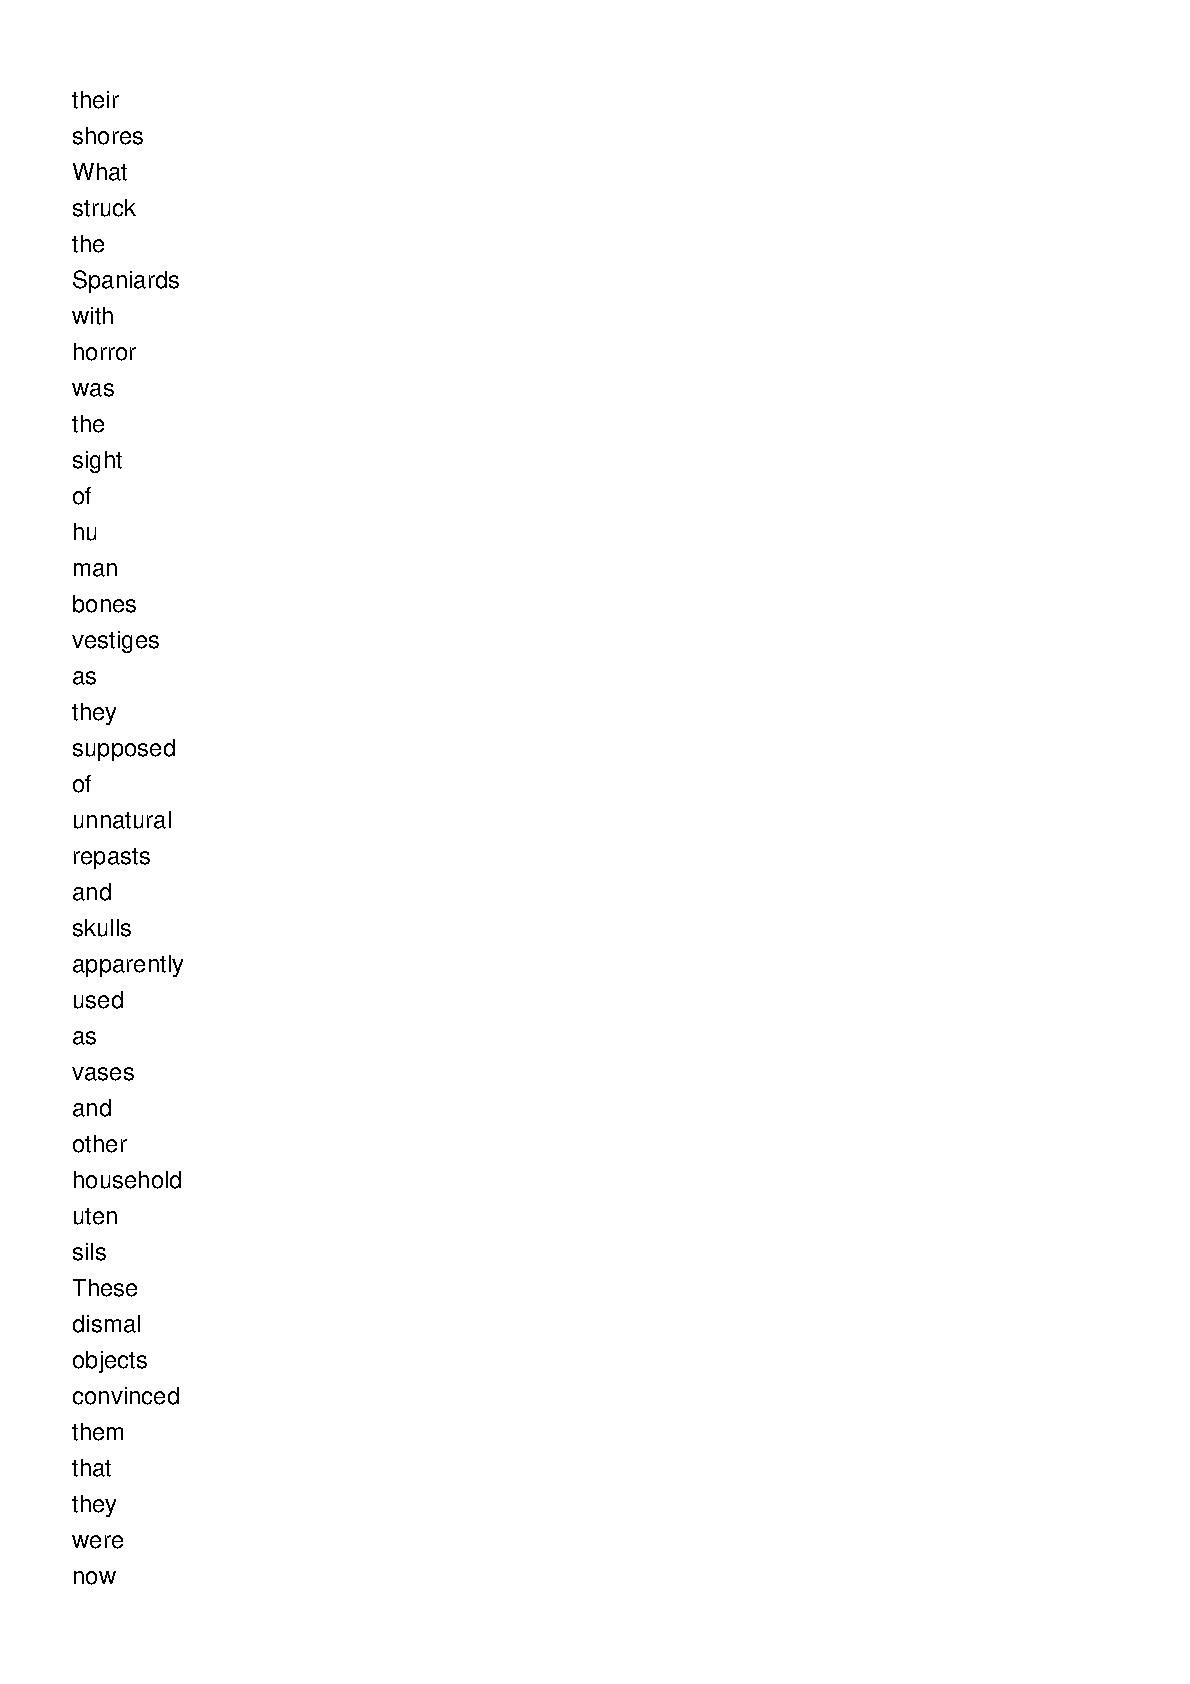 their
shores
What
struck
the
Spaniards
with
horror
was
the
sight
of
hu
man
bones
vestiges
as
they
supposed
of
unnatural
repasts
and
skulls
apparently
used
as
vases
and
other
household
uten
sils
These
dismal
objects
convinced
them
that
they
were
now